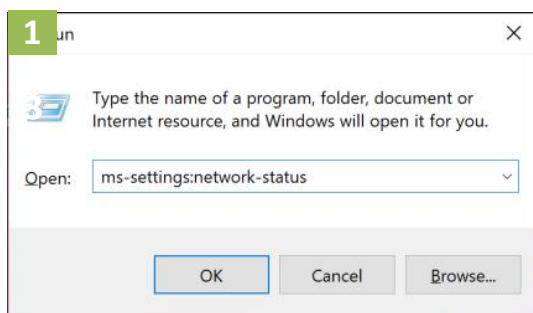 1 un
Type the name of a program, folder, document or
Internet resource, and Windows will open it for you.
Open: ms-settings:network-status
OK Cancel Browse...